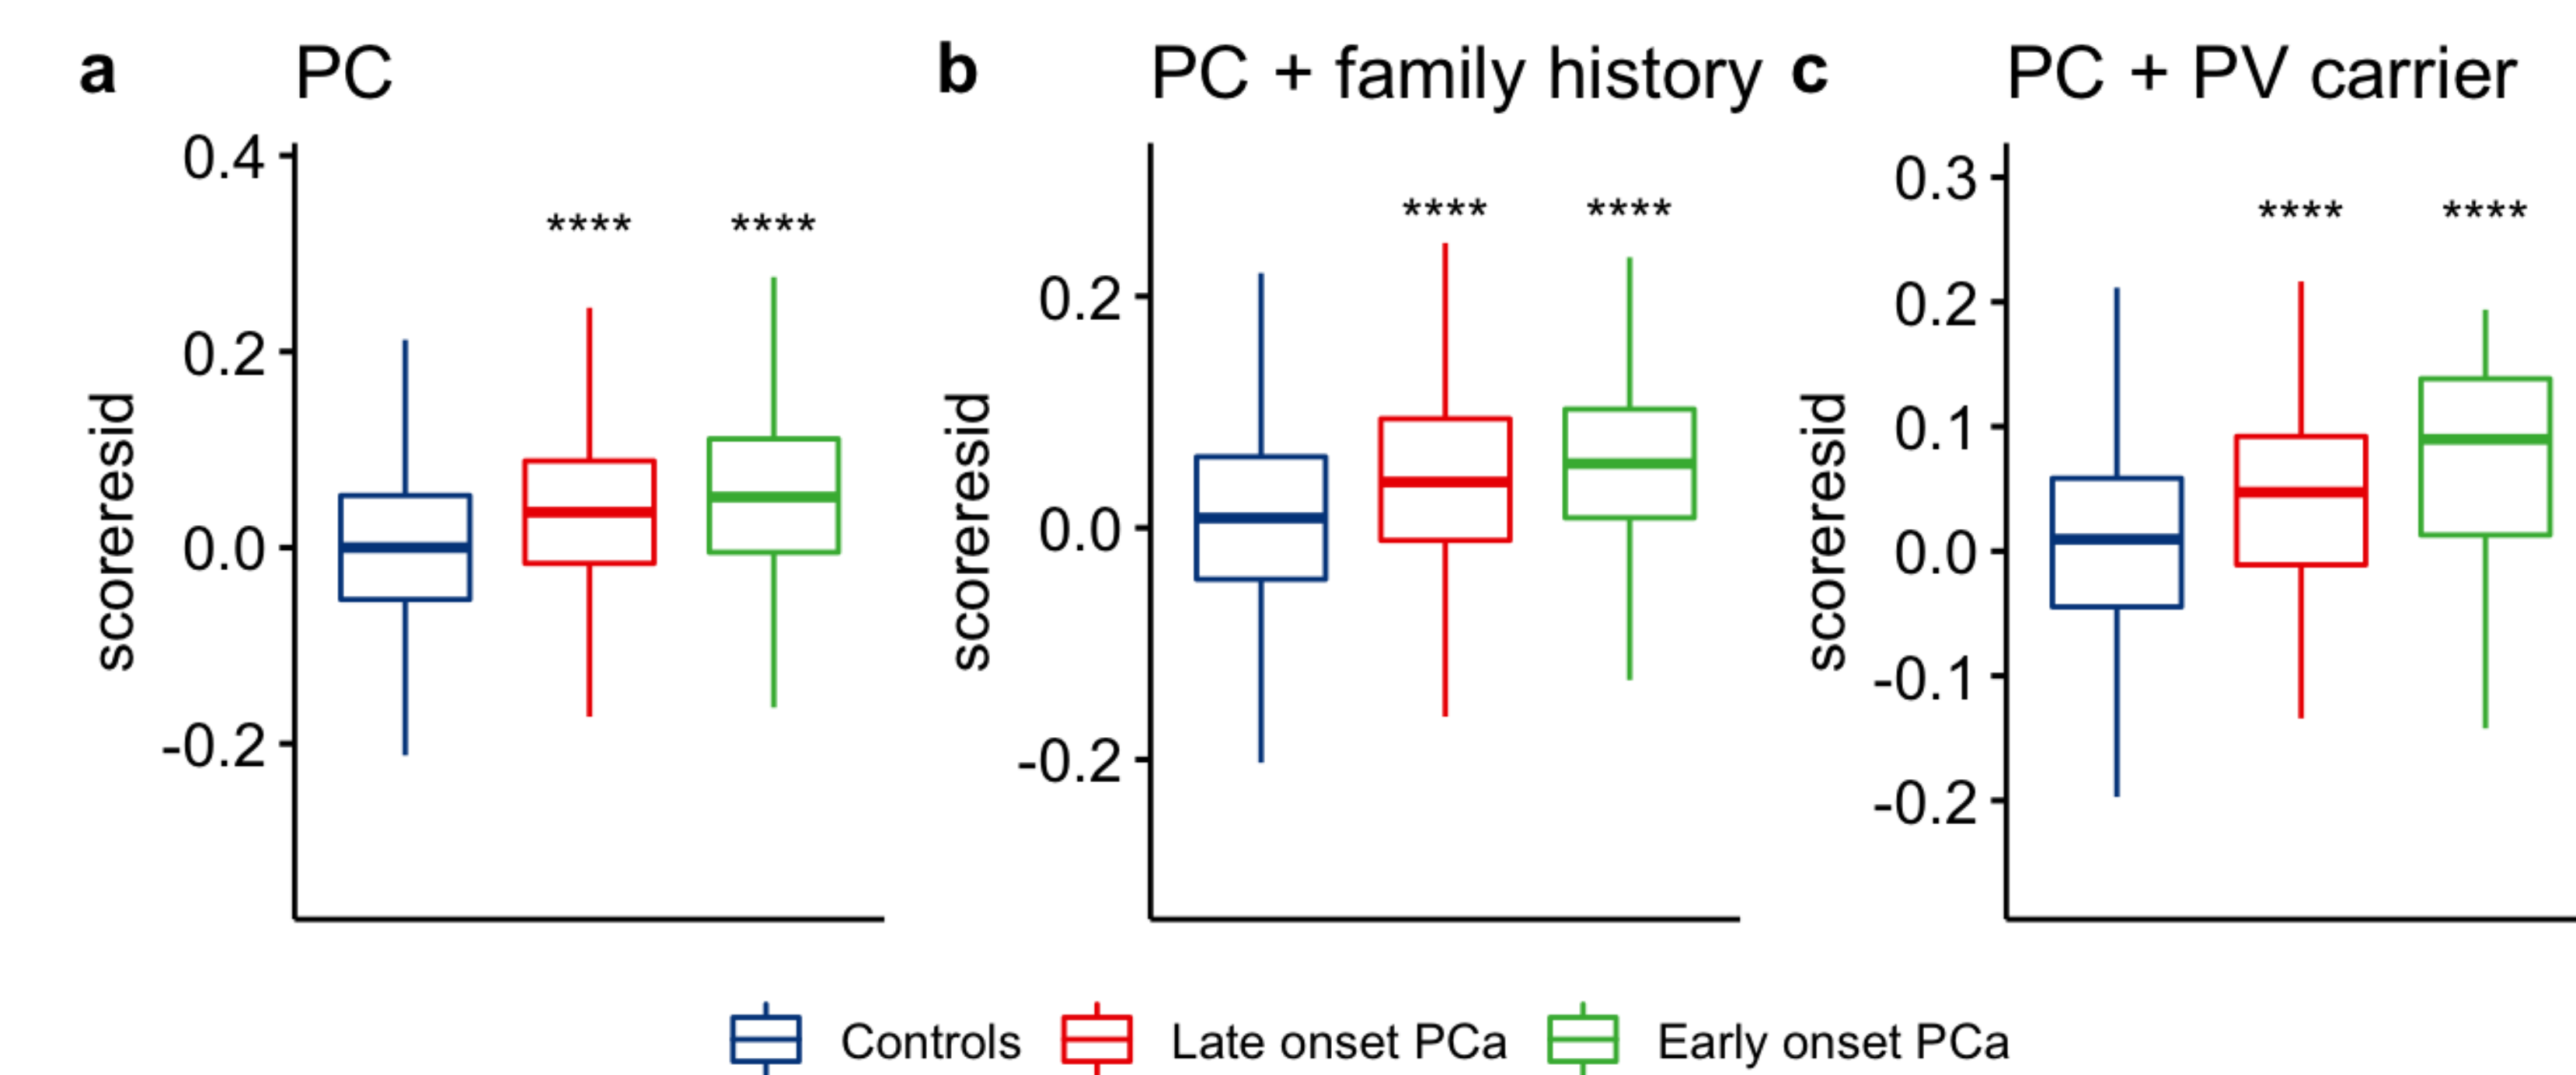 a PC
0.4
0.2
0.0
-0.2
scoreresid
**** ****
b PC + family history
0.2
0.0
-0.2
scoreresid
**** ****
c PC + PV carrier
0.3
0.2
0.1
0.0
-0.1
-0.2
scoreresid
**** ****
Controls Late onset PCa Early onset PCa